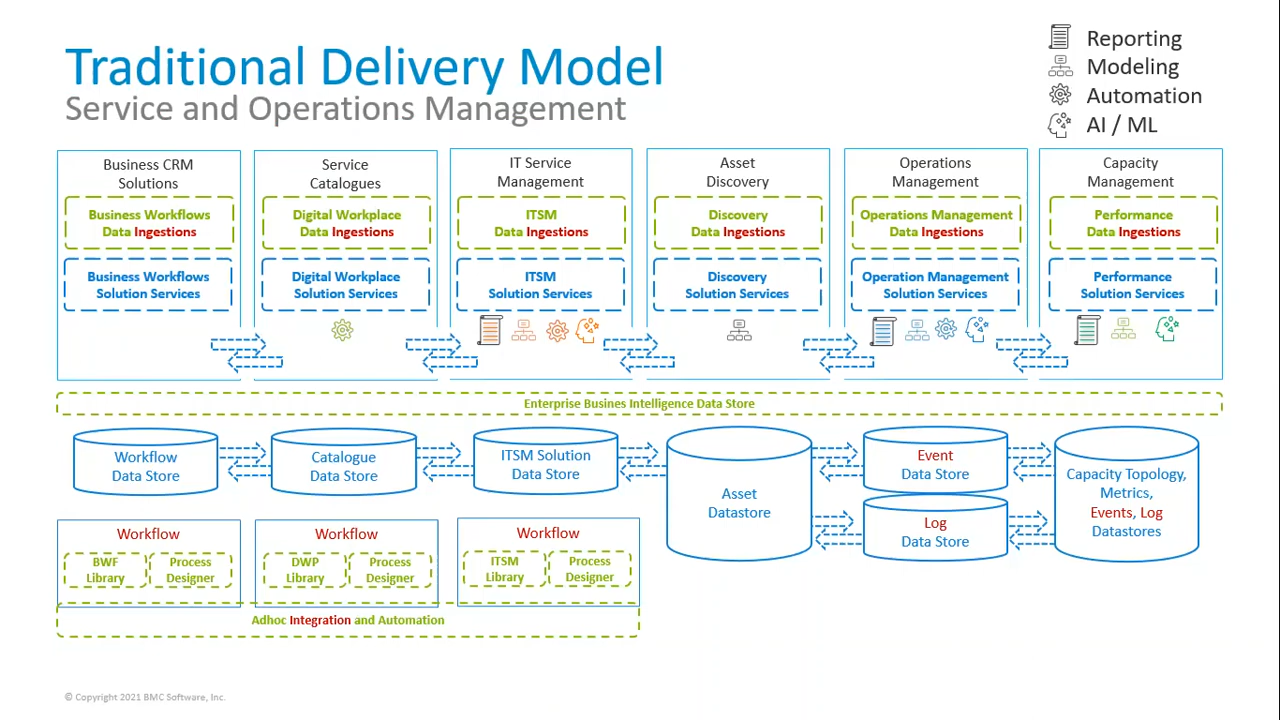 Traditional Delivery Model
Service and Operations Management
Reporting
Modeling
Automation
AI / ML
Business CRM
Solutions
Business Workflows
Data Ingestions
Business Workflows
Solution Services
Service
Catalogues
Digital Workplace
Data Ingestions
Digital Workplace
Solution Services
IT Service
Management
ITSM
Data Ingestions
ITSM
Solution Services
Asset
Discovery
Discovery
Data Ingestions
Discovery
Solution Services
Operations
Management
Operations Management
Data Ingestions
Operation Management
Solution Services
Capacity
Management
Performance
Data Ingestions
Performance
Solution Services
Enterprise Busines Intelligence Data Store
Workflow
Data Store
Catalogue
Data Store
ITSM Solution
Data Store
Asset
Datastore
Event
Data Store
Log
Data Store
Capacity Topology,
Metrics,
Events, Log
Datastores
Workflow
BWF
Library
Process
Designer
Workflow
DWP
Library
Process
Designer
Workflow
ITSM
Library
Process
Designer
Adhoc Integration and Automation
© Copyright 2021 BMC Software, Inc.